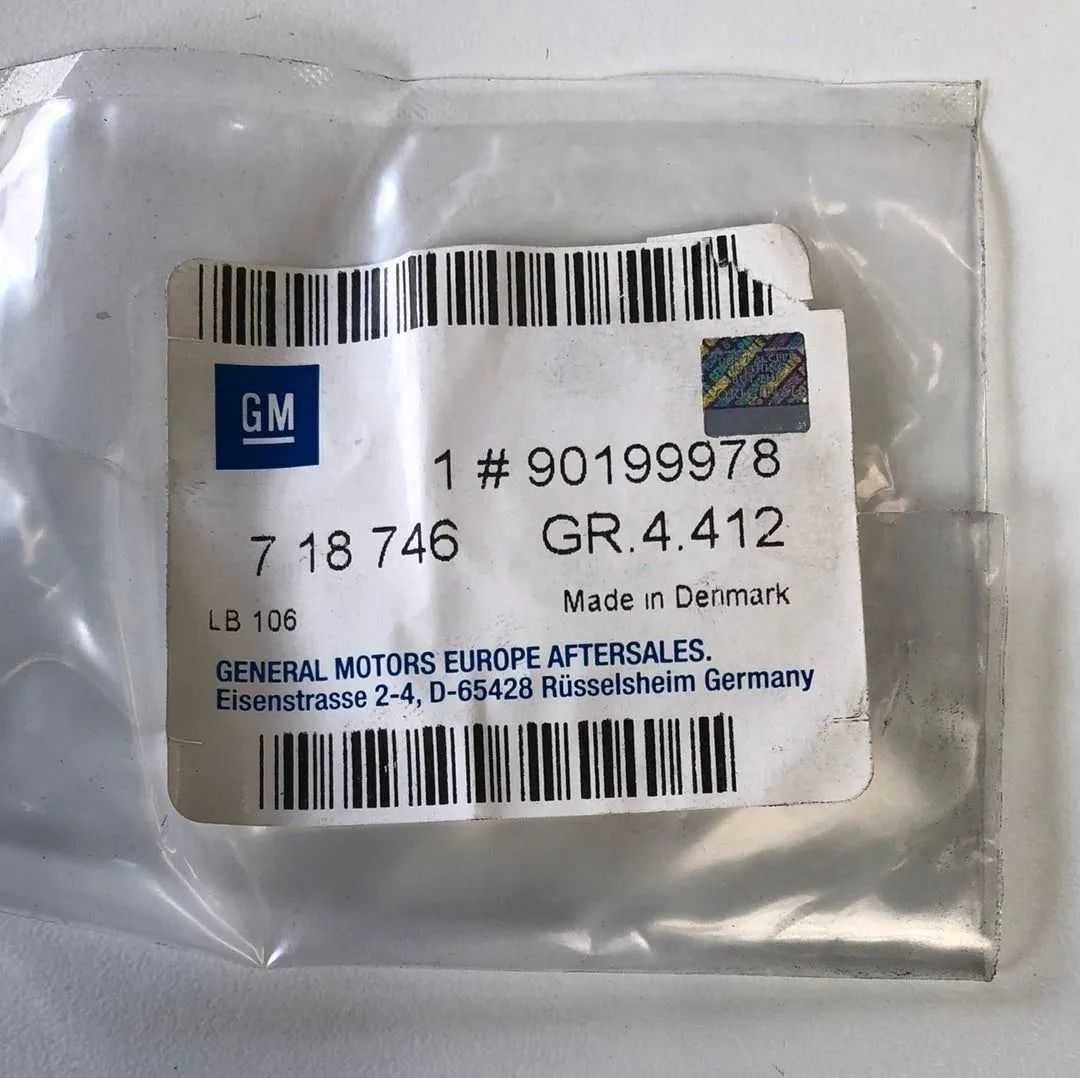 GM
1 # 90199978
7 18 746 GR.4.412
Made in Denmark
LB 106
GENERAL MOTORS EUROPE AFTERSALES.
Eisenstrasse 2-4, D-65428 Rüsselsheim Germany